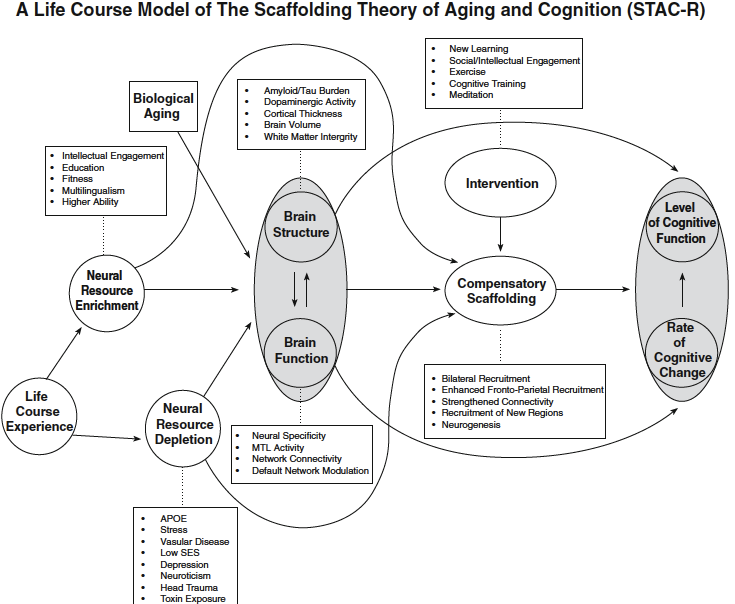 A Life Course Model of The Scaffolding Theory of Aging and Cognition (STAC-R)
• New Learning
• Social/Intellectual Engagement
• Exercise
• Cognitive Training
• Meditation
Biological
Aging
• Amyloid/Tau Burden
• Dopaminergic Activity
• Cortical Thickness
• Brain Volume
• White Matter Intergrity
• Intellectual Engagement
• Education
• Fitness
• Multilingualism
• Higher Ability
Intervention
Brain
Structure
Level
of Cognitive
Function
Neural
Resource
Enrichment
Compensatory
Scaffolding
Brain
Function
Rate
of
Cognitive
Change
Life
Course
Experience
Neural
Resource
Depletion
• Bilateral Recruitment
• Enhanced Fronto-Parietal Recruitment
• Strengthened Connectivity
• Recruitment of New Regions
• Neurogenesis
• Neural Specificity
• MTL Activity
• Network Connectivity
• Default Network Modulation
• APOE
• Stress
• Vasular Disease
• Low SES
• Depression
• Neuroticism
• Head Trauma
• Toxin Exposure